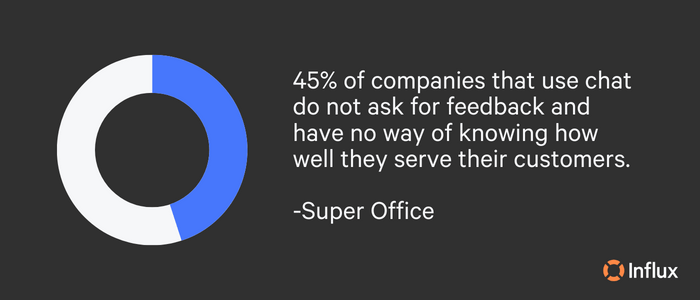 45% of companies that use chat
do not ask for feedback and
have no way of knowing how
well they serve their customers.
-Super Office
Influx